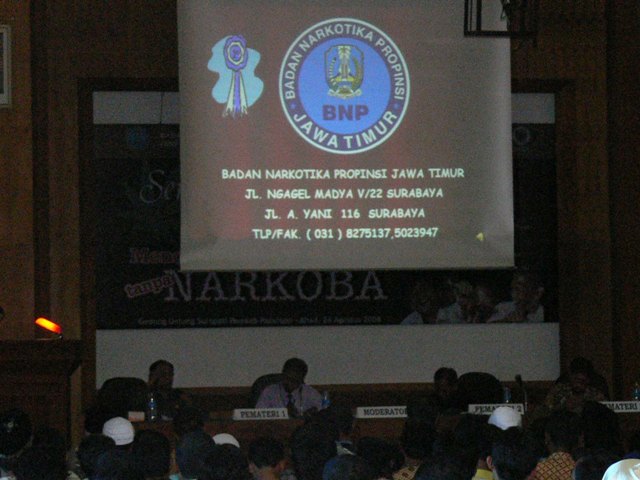 BADAN NARKOTIKA PROPINSI
BNP
JAWA TIMUR
BADAN NARKOTIKA PROPINSI JAWA TIMUR
JL. NGAGEL MADYA V/22 SURABAYA
JL. A. YANI 116 SURABAYA
TLP/FAK. ( 031 ) 8275137,5023947
tanpa
NARKOBA
PEMATERI 1
MODERATOR
PEMATERI